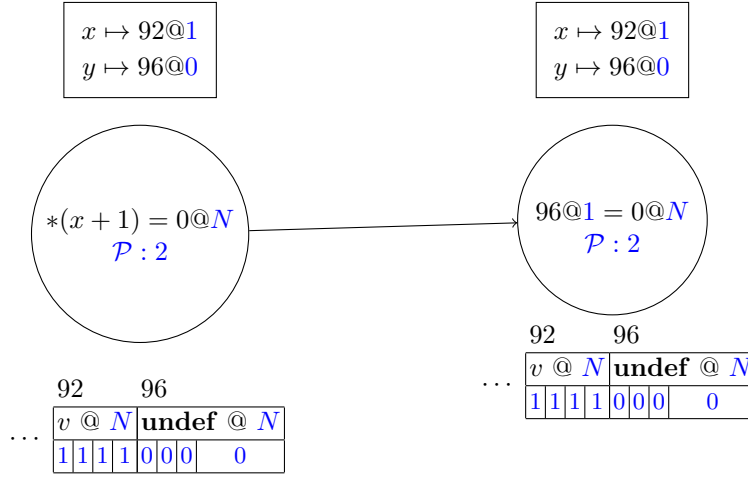 x ↦ 92@1
y ↦ 96@0
x ↦ 92@1
y ↦ 96@0
∗(x + 1) = 0@N
𝒫 : 2
96@1 = 0@N
𝒫 : 2
92 96
... v @ N undef @ N
1 1 1 1 0 0 0 0
92 96
... v @ N undef @ N
1 1 1 1 0 0 0 0